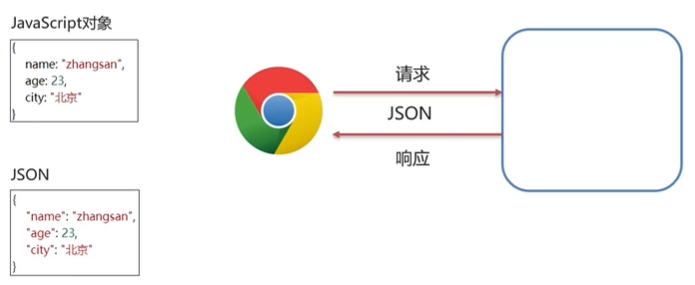 JavaScript对象
{
name: "zhangsan",
age: 23,
city: "北京"
}
JSON
{
"name": "zhangsan",
"age": 23,
"city": "北京"
}
请求
JSON
响应